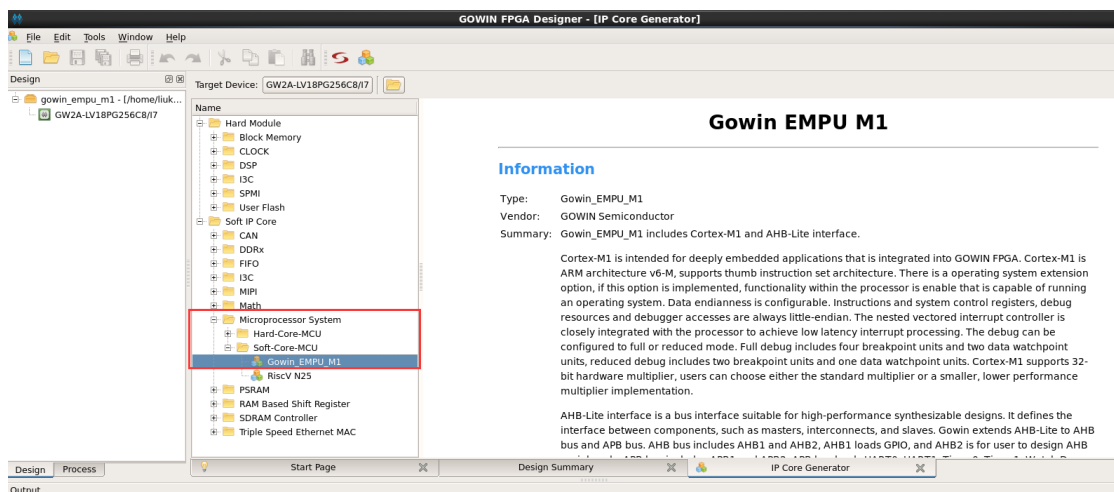 GOWIN FPGA Designer - [IP Core Generator]
File Edit Tools Window Help
Design
gowin_empu_m1 - [/home/liuk...
GW2A-LV18PG256C8/I7
Target Device: GW2A-LV18PG256C8/I7
Name
Hard Module
Block Memory
CLOCK
DSP
I3C
SPMI
User Flash
Soft IP Core
CAN
DDRx
FIFO
I3C
MIPI
Math
Microprocessor System
Hard-Core-MCU
Soft-Core-MCU
Gowin_EMPU_M1
RiscV N25
PSRAM
RAM Based Shift Register
SDRAM Controller
Triple Speed Ethernet MAC
Gowin EMPU M1
Information
Type: Gowin_EMPU_M1
Vendor: GOWIN Semiconductor
Summary: Gowin_EMPU_M1 includes Cortex-M1 and AHB-Lite interface.
Cortex-M1 is intended for deeply embedded applications that is integrated into GOWIN FPGA. Cortex-M1 is
ARM architecture v6-M, supports thumb instruction set architecture. There is a operating system extension
option, if this option is implemented, functionality within the processor is enable that is capable of running
an operating system. Data endianness is configurable. Instructions and system control registers, debug
resources and debugger accesses are always little-endian. The nested vectored interrupt controller is
closely integrated with the processor to achieve low latency interrupt processing. The debug can be
configured to full or reduced mode. Full debug includes four breakpoint units and two data watchpoint
units, reduced debug includes two breakpoint units and one data watchpoint units. Cortex-M1 supports 32-
bit hardware multiplier, users can choose either the standard multiplier or a smaller, lower performance
multiplier implementation.
AHB-Lite interface is a bus interface suitable for high-performance synthesizable designs. It defines the
interface between components, such as masters, interconnects, and slaves. Gowin extends AHB-Lite to AHB
bus and APB bus. AHB bus includes AHB1 and AHB2, AHB1 loads GPIO, and AHB2 is for user to design AHB
Design Process
Start Page
Design Summary
IP Core Generator
Output